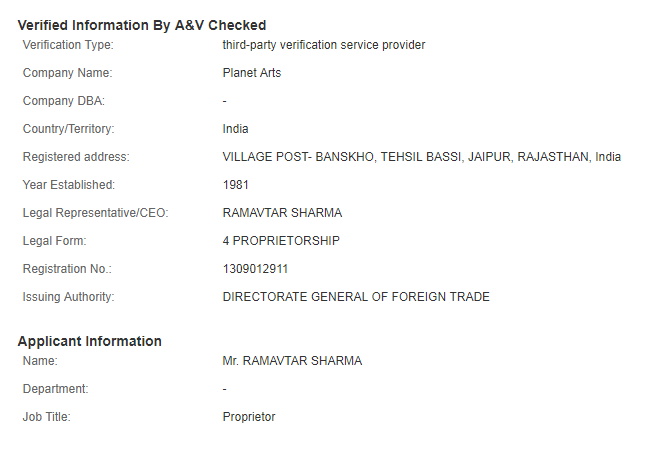 Verified Information By A&V Checked
Verification Type: third-party verification service provider
Company Name: Planet Arts
Company DBA: -
Country/Territory: India
Registered address: VILLAGE POST- BANSKHO, TEHSIL BASSI, JAIPUR, RAJASTHAN, India
Year Established: 1981
Legal Representative/CEO: RAMAVTAR SHARMA
Legal Form: 4 PROPRIETORSHIP
Registration No.: 1309012911
Issuing Authority: DIRECTORATE GENERAL OF FOREIGN TRADE
Applicant Information
Name: Mr. RAMAVTAR SHARMA
Department: -
Job Title: Proprietor